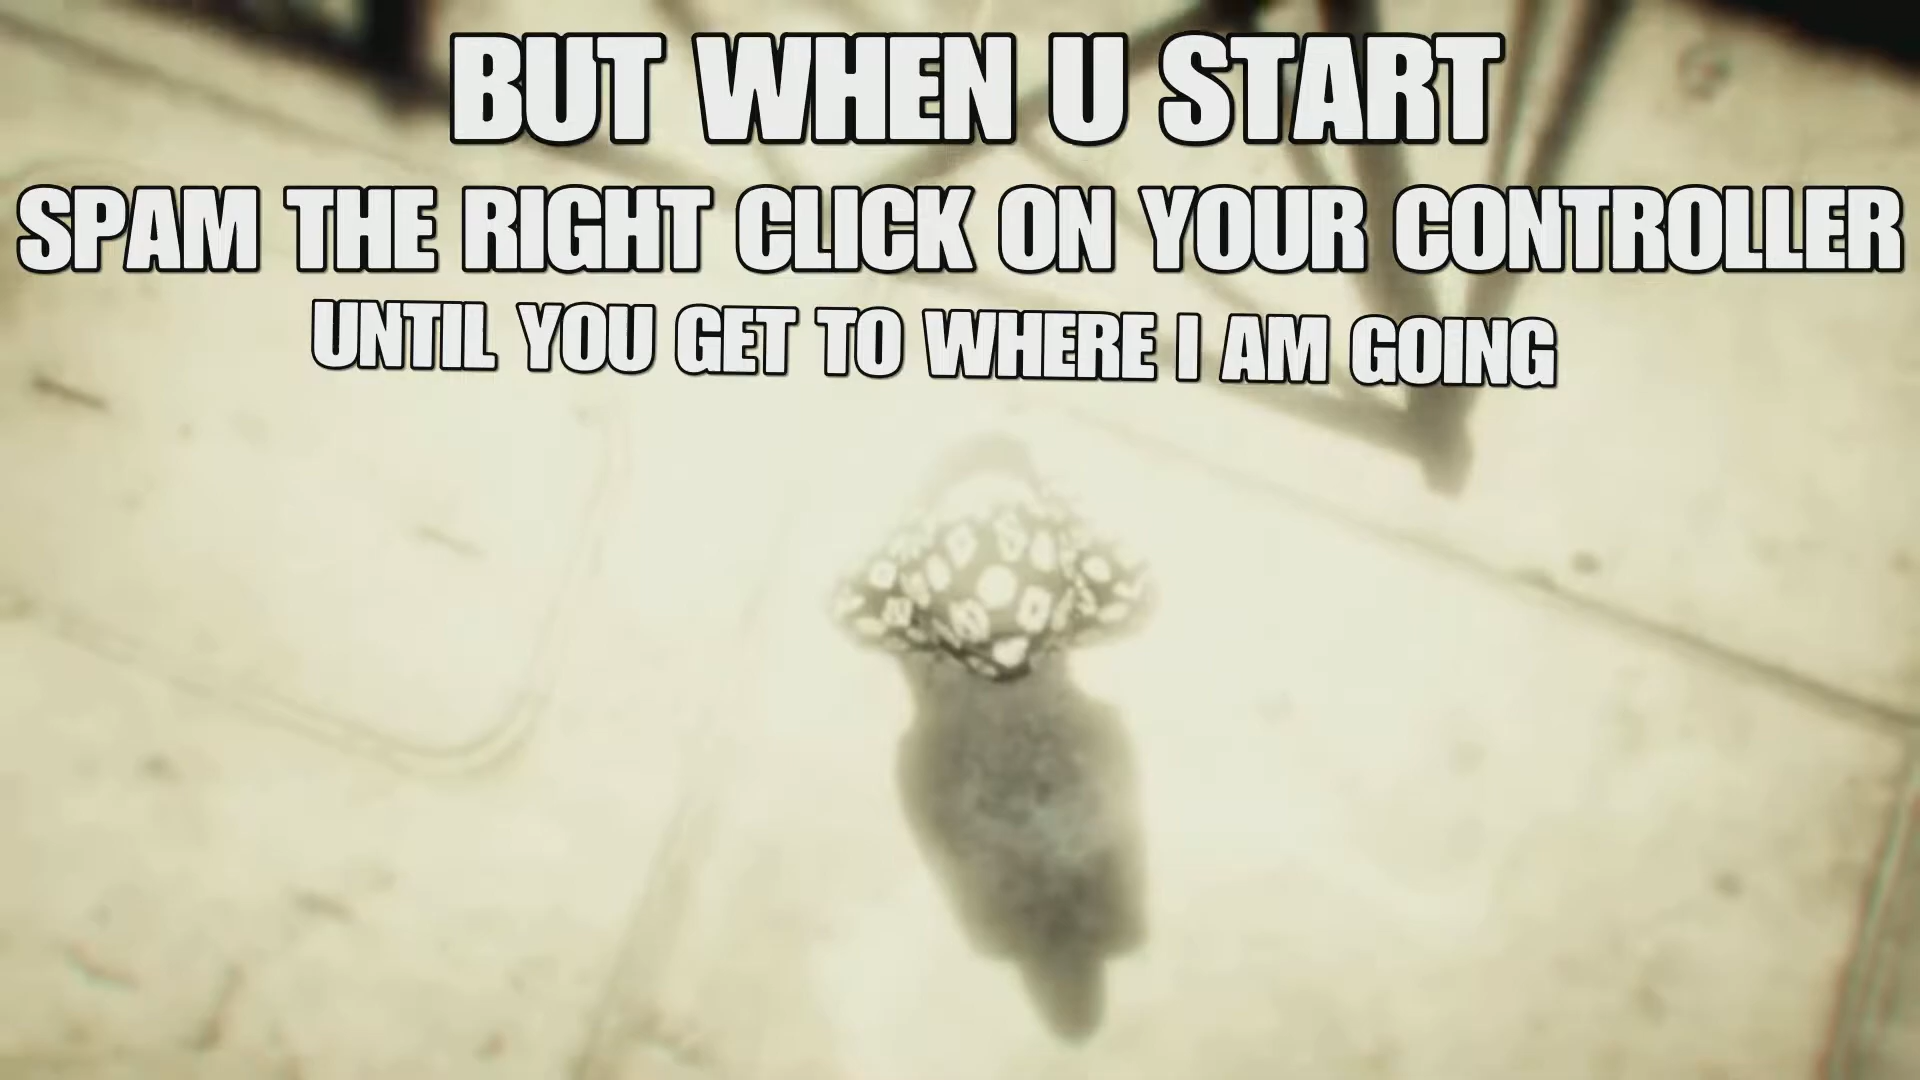 BUT WHEN U START
SPAM THE RIGHT CLICK ON YOUR CONTROLLER
UNTIL YOU GET TO WHERE I AM GOING